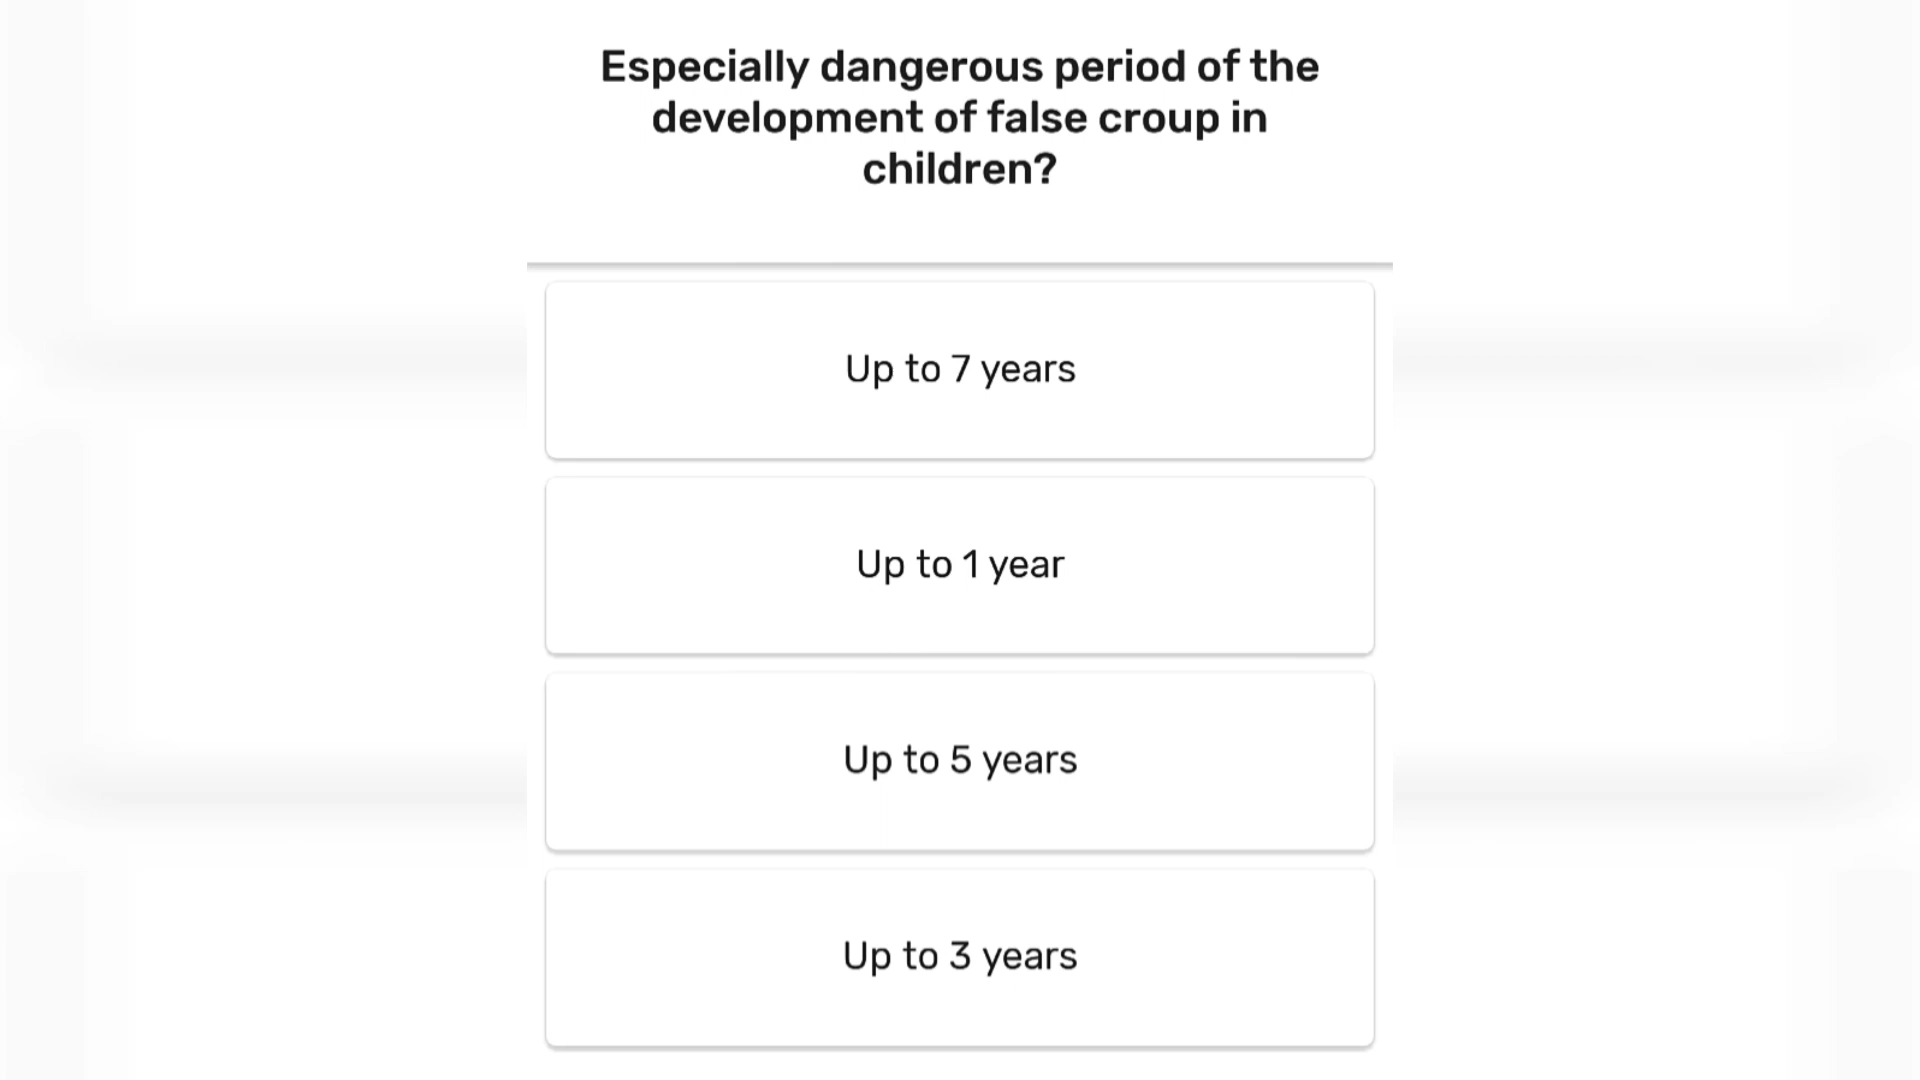 Especially dangerous period of the
development of false croup in
children?
Up to 7 years
Up to 1 year
Up to 5 years
Up to 3 years